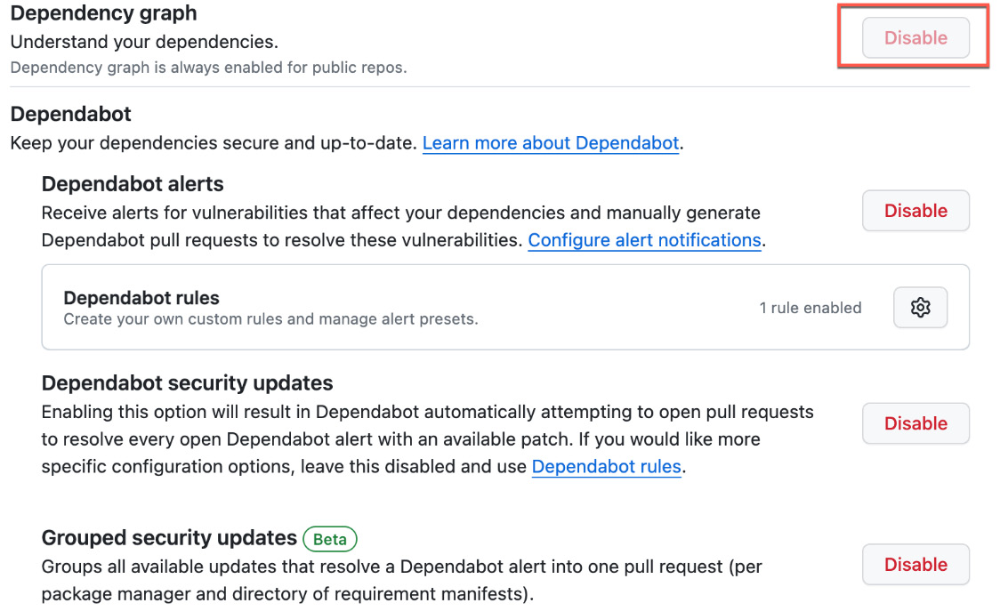 Dependency graph
Understand your dependencies.
Dependency graph is always enabled for public repos.
Disable
Dependabot
Keep your dependencies secure and up-to-date. Learn more about Dependabot.
Dependabot alerts
Receive alerts for vulnerabilities that affect your dependencies and manually generate
Dependabot pull requests to resolve these vulnerabilities. Configure alert notifications.
Disable
Dependabot rules
Create your own custom rules and manage alert presets.
1 rule enabled
Dependabot security updates
Enabling this option will result in Dependabot automatically attempting to open pull requests
to resolve every open Dependabot alert with an available patch. If you would like more
specific configuration options, leave this disabled and use Dependabot rules.
Disable
Grouped security updates Beta
Groups all available updates that resolve a Dependabot alert into one pull request (per
package manager and directory of requirement manifests).
Disable